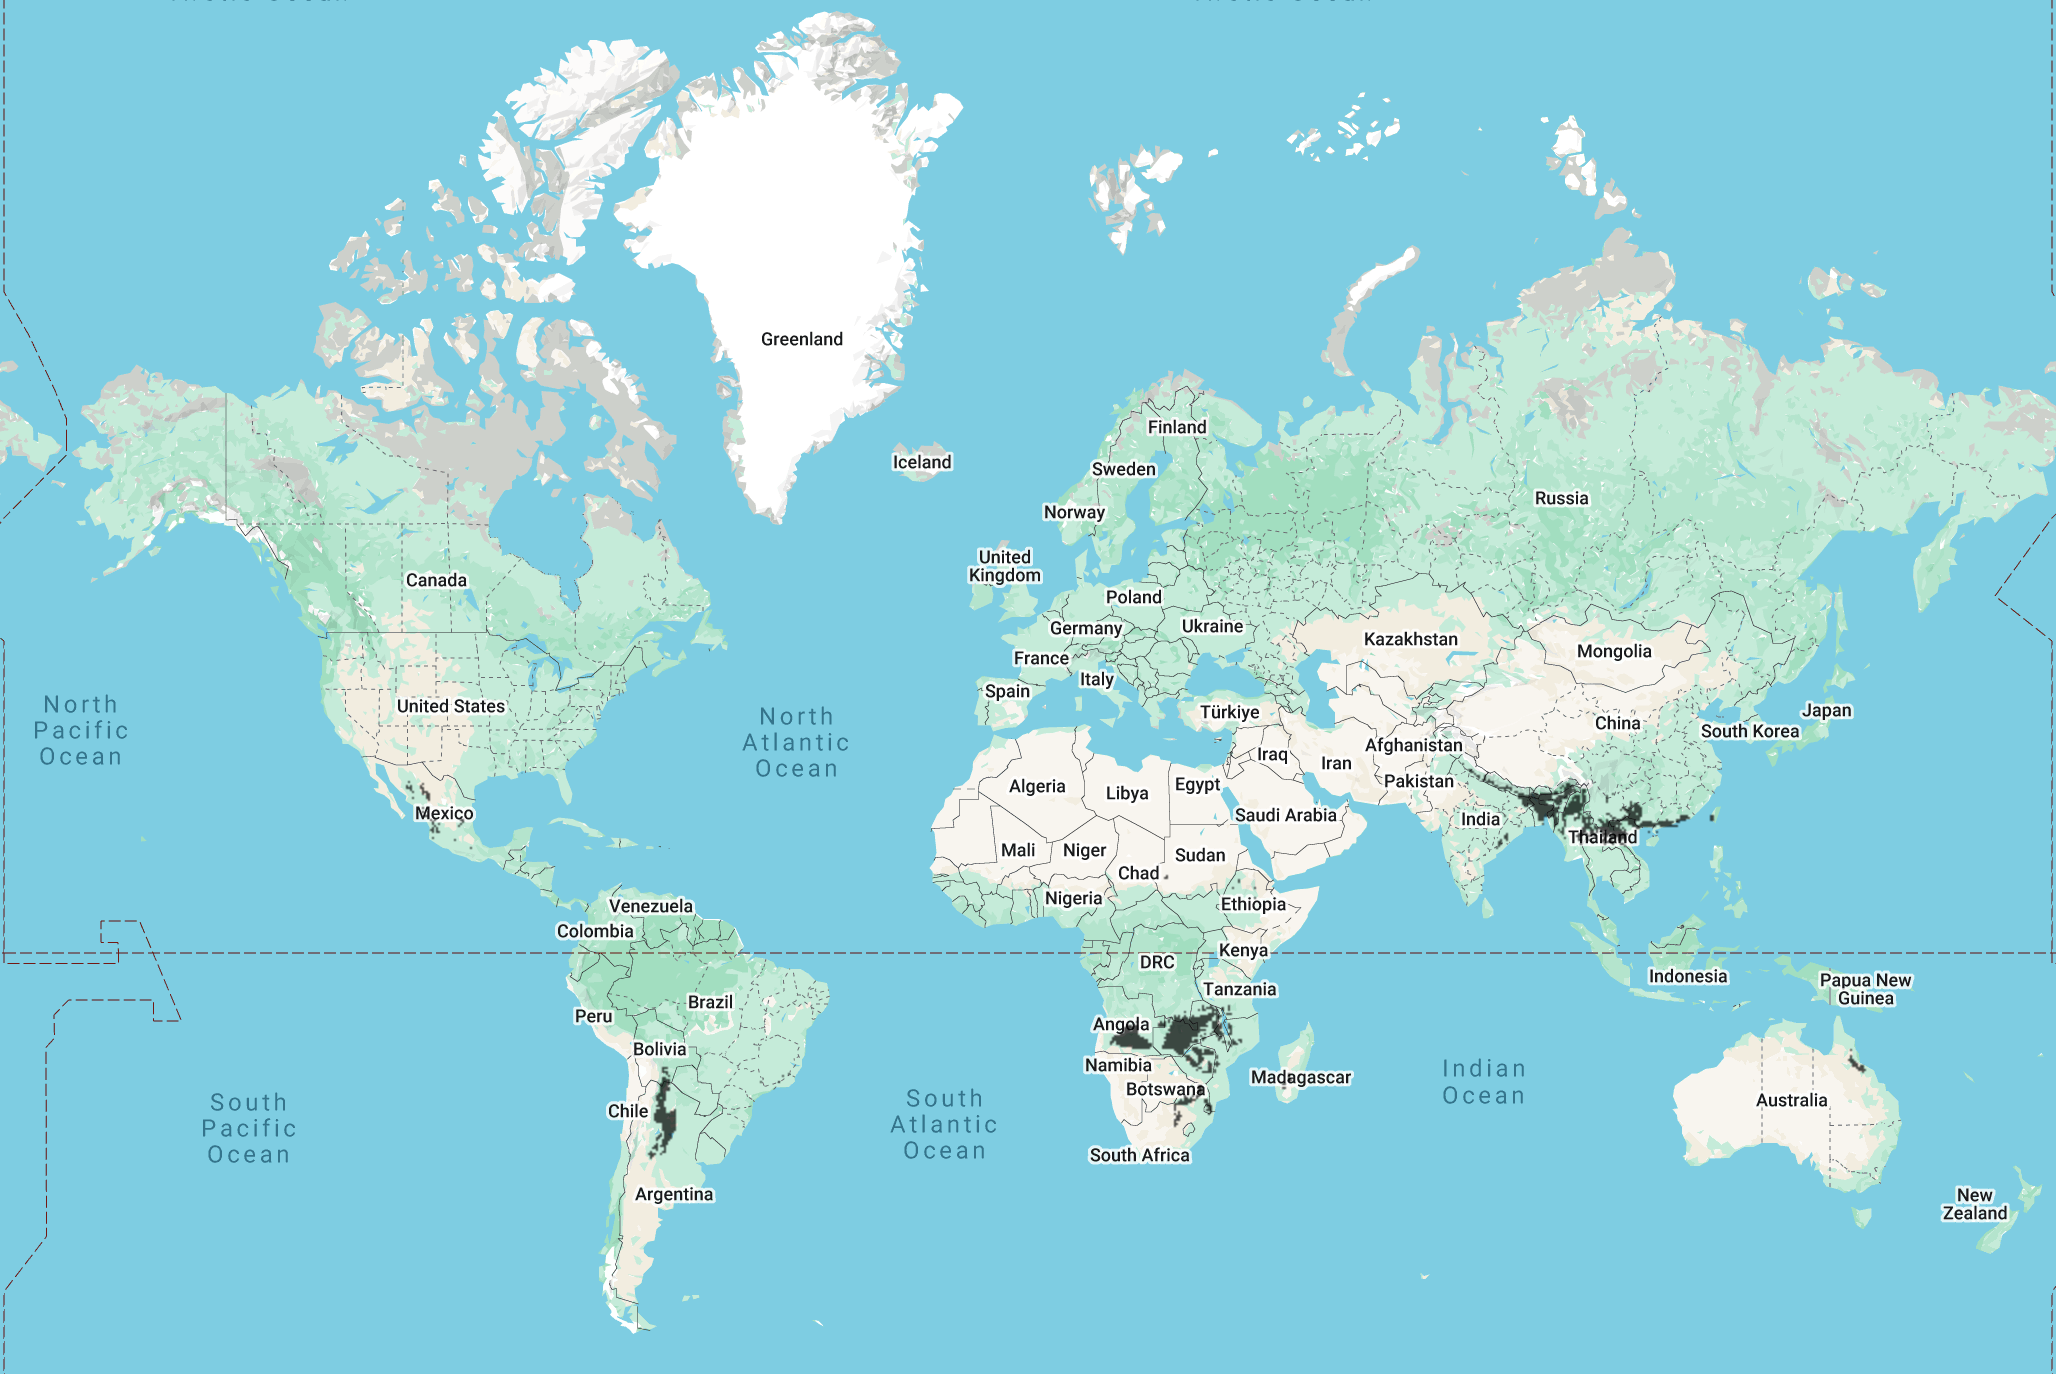 Arctic Ocean
Arctic Ocean
Greenland
Iceland
Finland
Sweden
Norway
Russia
United
Kingdom
Canada
Poland
Germany
Ukraine
France
Kazakhstan
Mongolia
Italy
Spain
United States
Türkiye
China
Japan
South Korea
North
Pacific
Ocean
North
Atlantic
Ocean
Afghanistan
Iraq
Iran
Pakistan
Algeria
Libya
Egypt
Saudi Arabia
Mexico
India
Thailand
Mali
Niger
Sudan
Chad
Nigeria
Ethiopia
Venezuela
Colombia
Kenya
DRC
Indonesia
Papua New
Guinea
Tanzania
Brazil
Peru
Angola
Bolivia
Namibia
Botswana
Madagascar
Indian
Ocean
Australia
Chile
South
Pacific
Ocean
South
Atlantic
Ocean
South Africa
Argentina
New
Zealand